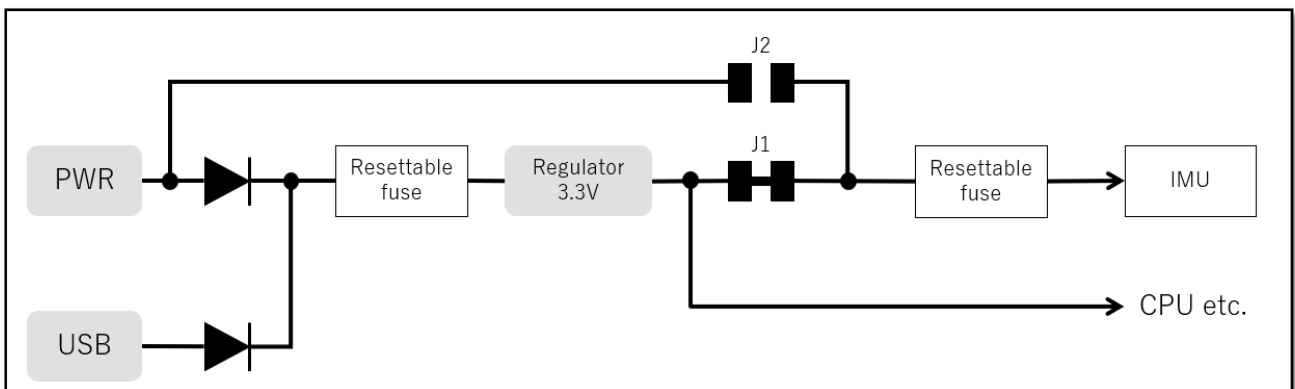 J2
J1
PWR
Resettable
fuse
Regulator
3.3V
Resettable
fuse
IMU
CPU etc.
USB